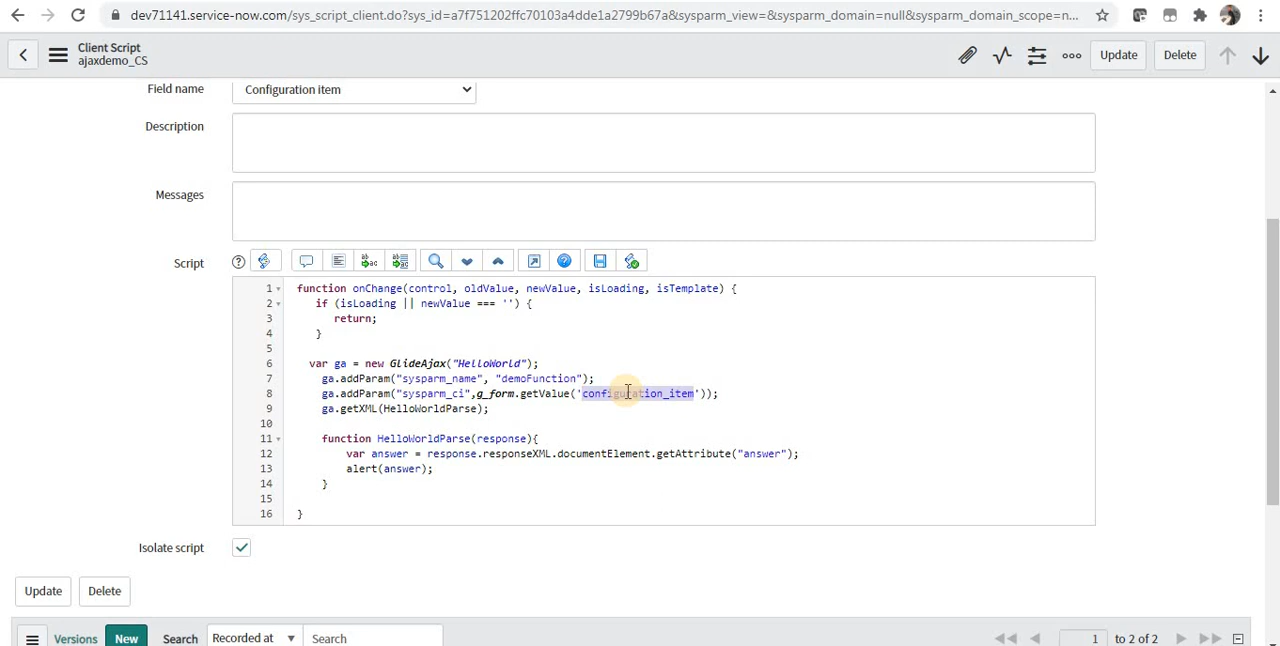 dev71141.service-now.com/sys_script_client.do?sys_id=a7f751202ffc70103a4dde1a2799b67a&sysparm_view=&sysparm_domain=null&sysparm_domain_scope=n...
Client Script
ajaxdemo_CS
Update
Delete
Field name
Configuration item
Description
Messages
Script
1 function onChange(control, oldValue, newValue, isLoading, isTemplate) {
2 if (isLoading || newValue === '') {
3 return;
4 }
5
6 var ga = new GlideAjax("HelloWorld");
7 ga.addParam("sysparm_name", "demoFunction");
8 ga.addParam("sysparm_ci",g_form.getValue('configuration_item'));
9 ga.getXML(HelloWorldParse);
10
11 function HelloWorldParse(response){
12 var answer = response.responseXML.documentElement.getAttribute("answer");
13 alert(answer);
14 }
15
16 }
Isolate script
Update
Delete
Versions
New
Search
Recorded at
Search
1
to 2 of 2